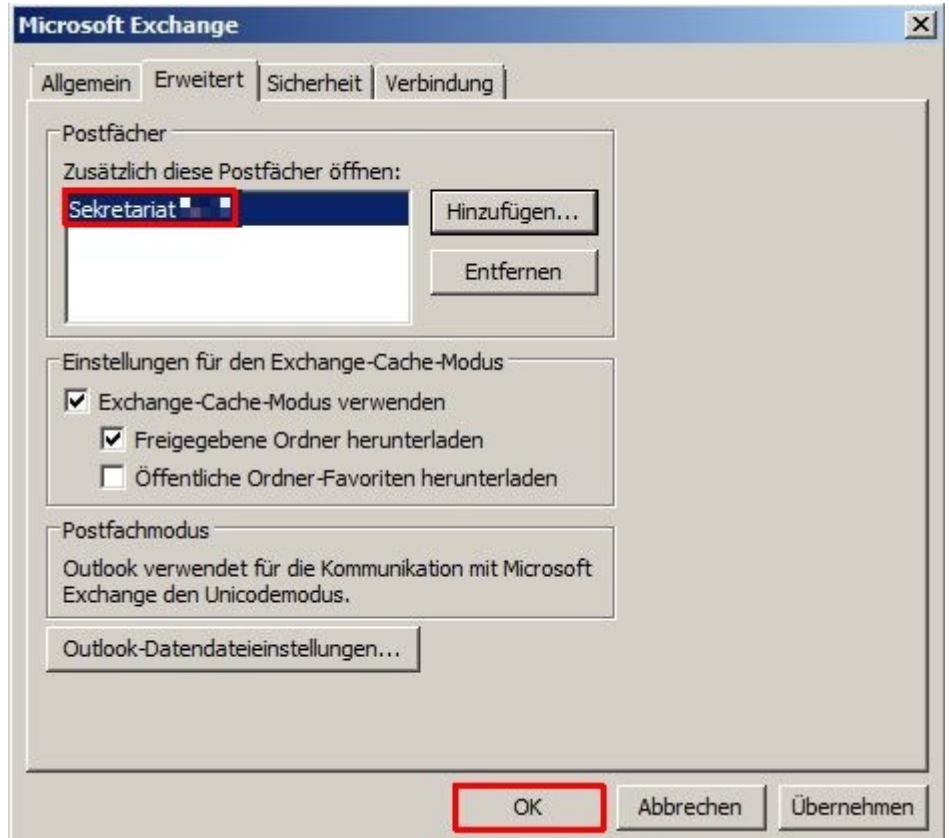 Microsoft Exchange
Allgemein Erweitert Sicherheit Verbindung
Postfächer
Zusätzlich diese Postfächer öffnen:
Sekretariat
Hinzufügen...
Entfernen
Einstellungen für den Exchange-Cache-Modus
Exchange-Cache-Modus verwenden
Freigegebene Ordner herunterladen
Öffentliche Ordner-Favoriten herunterladen
Postfachmodus
Outlook verwendet für die Kommunikation mit Microsoft
Exchange den Unicodemodus.
Outlook-Datendateieinstellungen...
OK Abbrechen Übernehmen